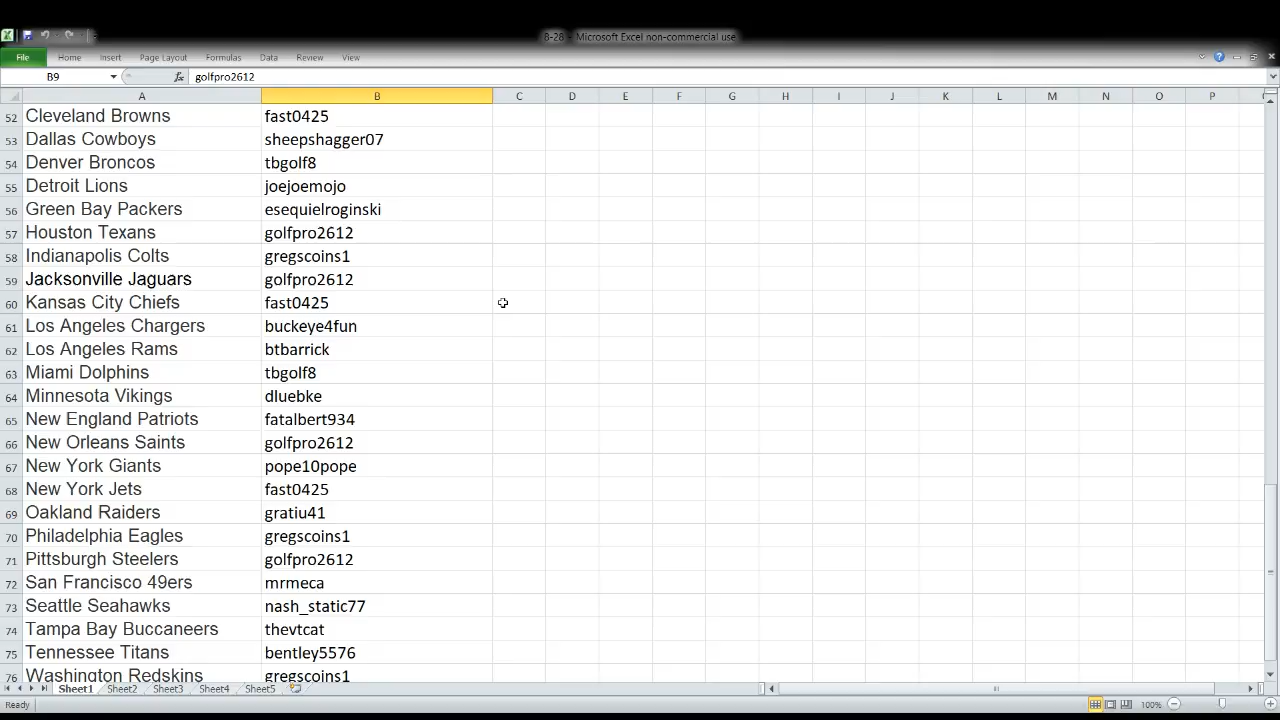 8-28 - Microsoft Excel non-commercial use
File Home Insert Page Layout Formulas Data Review View
B9 fx golfpro2612
A B C D E F G H I J K L M N O P
52 Cleveland Browns fast0425
53 Dallas Cowboys sheepshagger07
54 Denver Broncos tbgolf8
55 Detroit Lions joejoemojo
56 Green Bay Packers esequielroginski
57 Houston Texans golfpro2612
58 Indianapolis Colts gregscoins1
59 Jacksonville Jaguars golfpro2612
60 Kansas City Chiefs fast0425
61 Los Angeles Chargers buckeye4fun
62 Los Angeles Rams btbarrick
63 Miami Dolphins tbgolf8
64 Minnesota Vikings dluebke
65 New England Patriots fatalbert934
66 New Orleans Saints golfpro2612
67 New York Giants pope10pope
68 New York Jets fast0425
69 Oakland Raiders gratiu41
70 Philadelphia Eagles gregscoins1
71 Pittsburgh Steelers golfpro2612
72 San Francisco 49ers mrmeca
73 Seattle Seahawks nash_static77
74 Tampa Bay Buccaneers thevtcat
75 Tennessee Titans bentley5576
76 Washington Redskins gregscoins1
Sheet1 Sheet2 Sheet3 Sheet4 Sheet5
Ready 100%